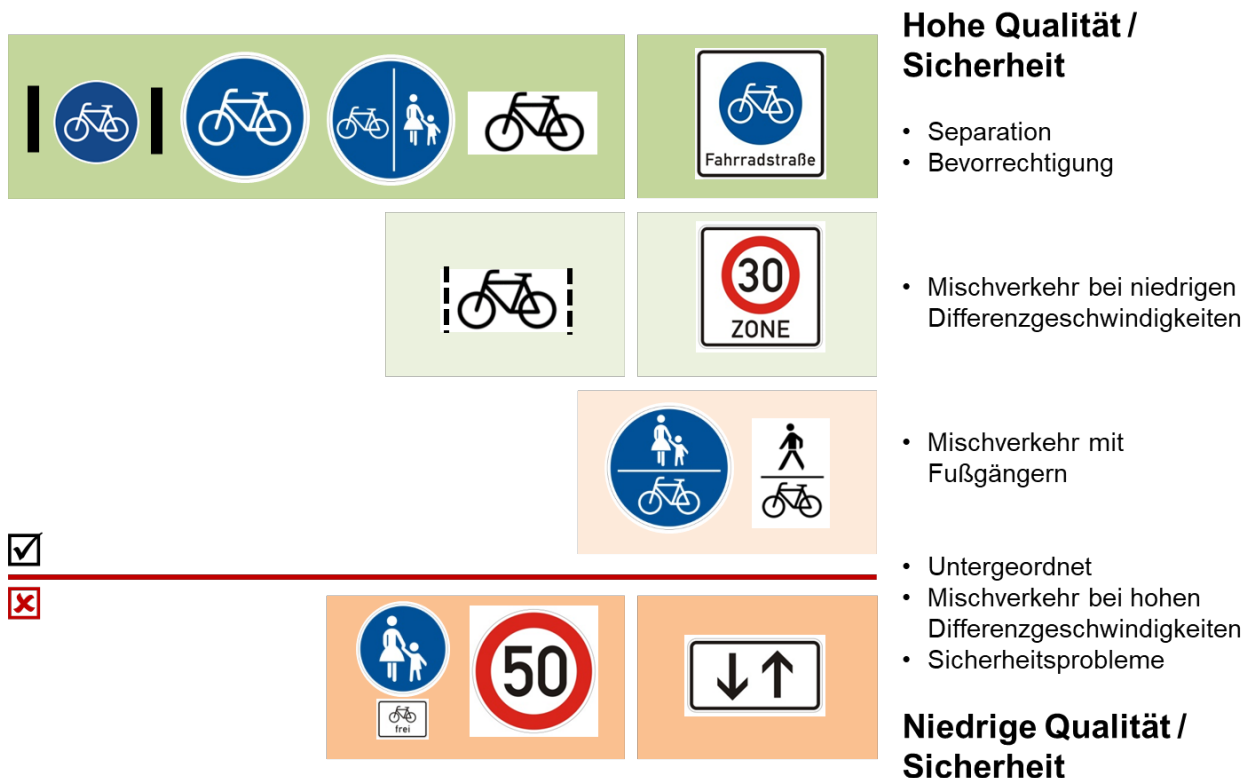 Hohe Qualität /
Sicherheit
Fahrradstraße
• Separation
• Bevorrechtigung
30
ZONE
• Mischverkehr bei niedrigen
Differenzgeschwindigkeiten
• Mischverkehr mit
Fußgängern
frei
50
• Untergeordnet
• Mischverkehr bei hohen
Differenzgeschwindigkeiten
• Sicherheitsprobleme
Niedrige Qualität /
Sicherheit